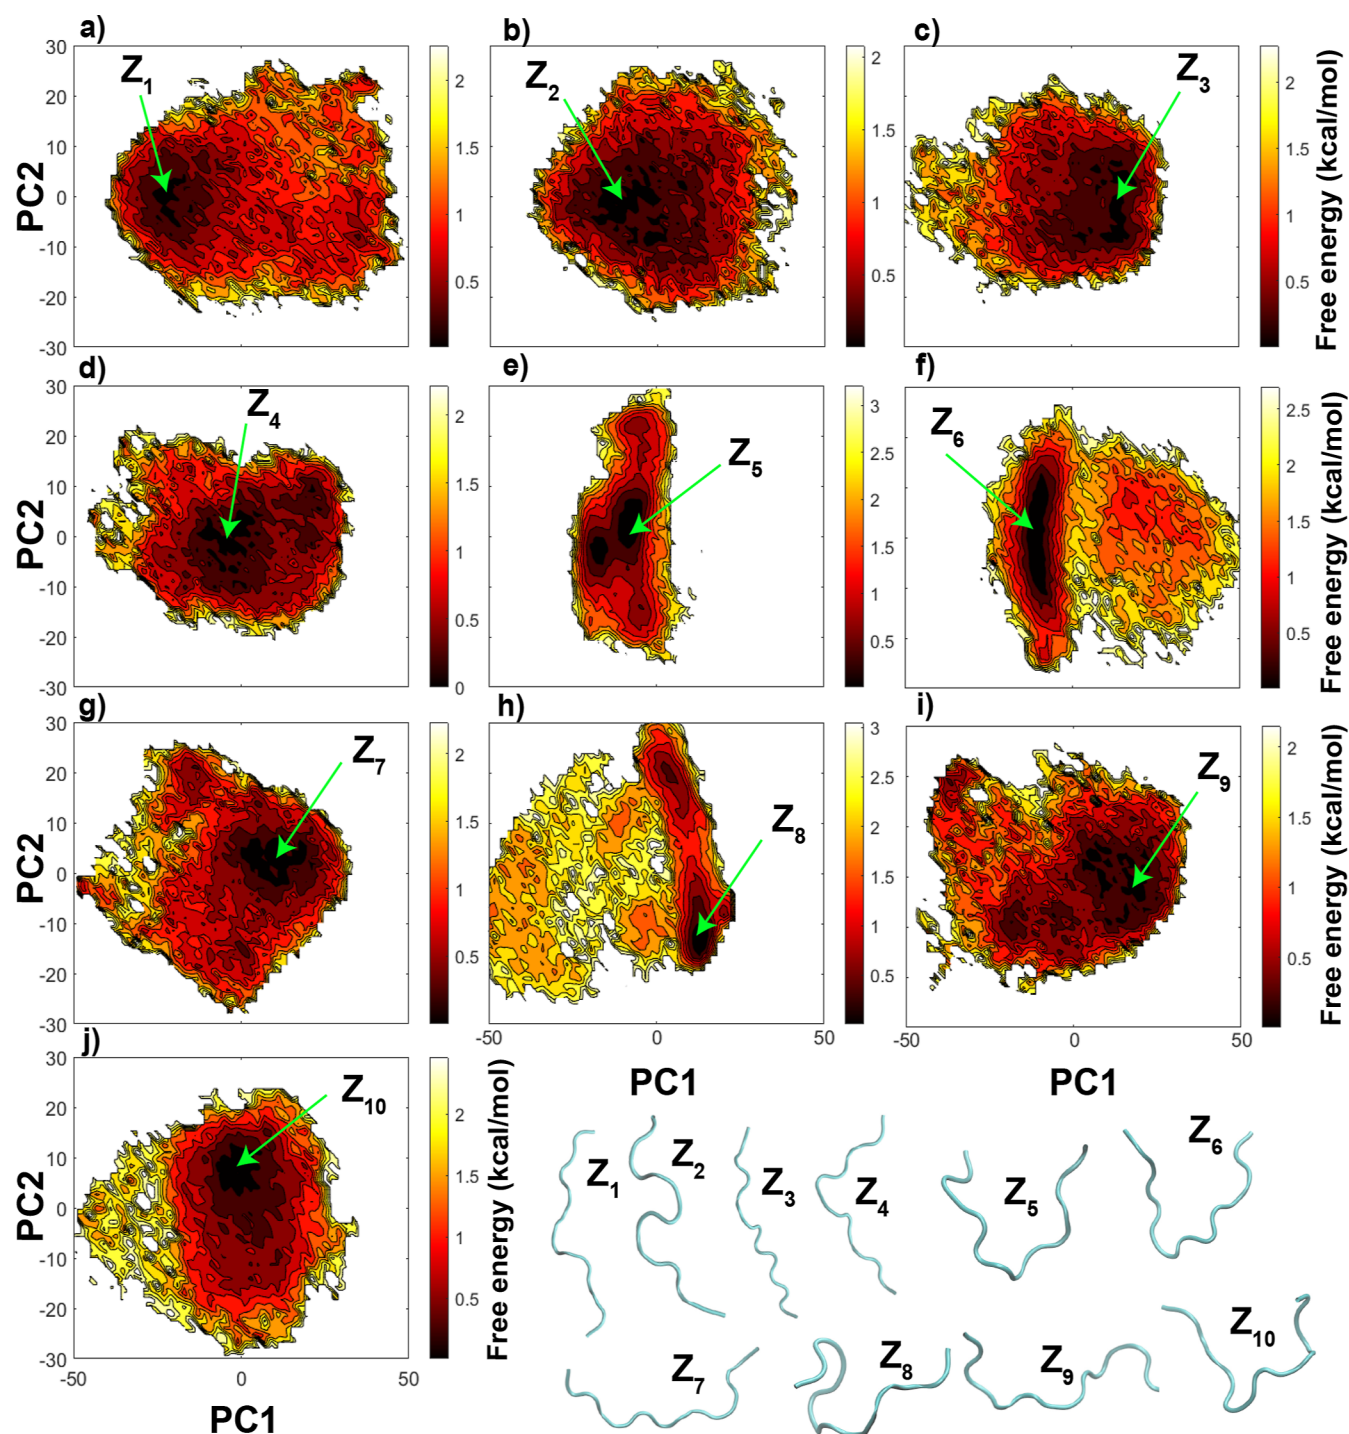 a) b) c)
Z1 Z2 Z3
30 20 10 0 -10 -20 -30
PC2
2 1.5 1 0.5
2 1.5 1 0.5
2 1.5 1 0.5
Free energy (kcal/mol)
d) e) f)
Z4 Z5 Z6
30 20 10 0 -10 -20 -30
PC2
2 1.5 1 0.5 0
3 2.5 2 1.5 1 0.5
2.5 2 1.5 1 0.5
Free energy (kcal/mol)
g) h) i)
Z7 Z8 Z9
30 20 10 0 -10 -20 -30
PC2
2 1.5 1 0.5
3 2.5 2 1.5 1 0.5
2 1.5 1 0.5
Free energy (kcal/mol)
-50 0 50
-50 0 50
PC1 PC1
j)
Z10
30 20 10 0 -10 -20 -30
PC2
2 1.5 1 0.5
Free energy (kcal/mol)
-50 0 50
PC1
Z1 Z2 Z3 Z4 Z5 Z6
Z7 Z8 Z9 Z10